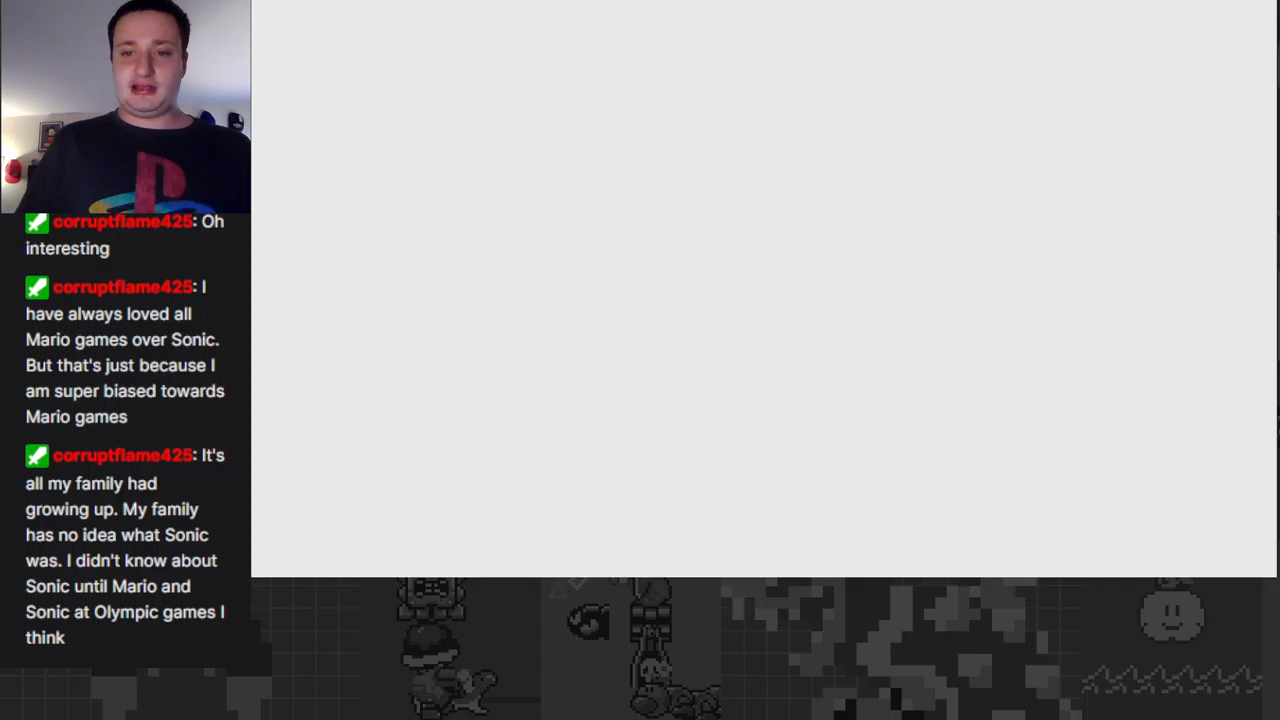 corruptflame425: Oh
interesting
corruptflame425: I
have always loved all
Mario games over Sonic.
But that's just because I
am super biased towards
Mario games
corruptflame425: It's
all my family had
growing up. My family
has no idea what Sonic
was. I didn't know about
Sonic until Mario and
Sonic at Olympic games I
think